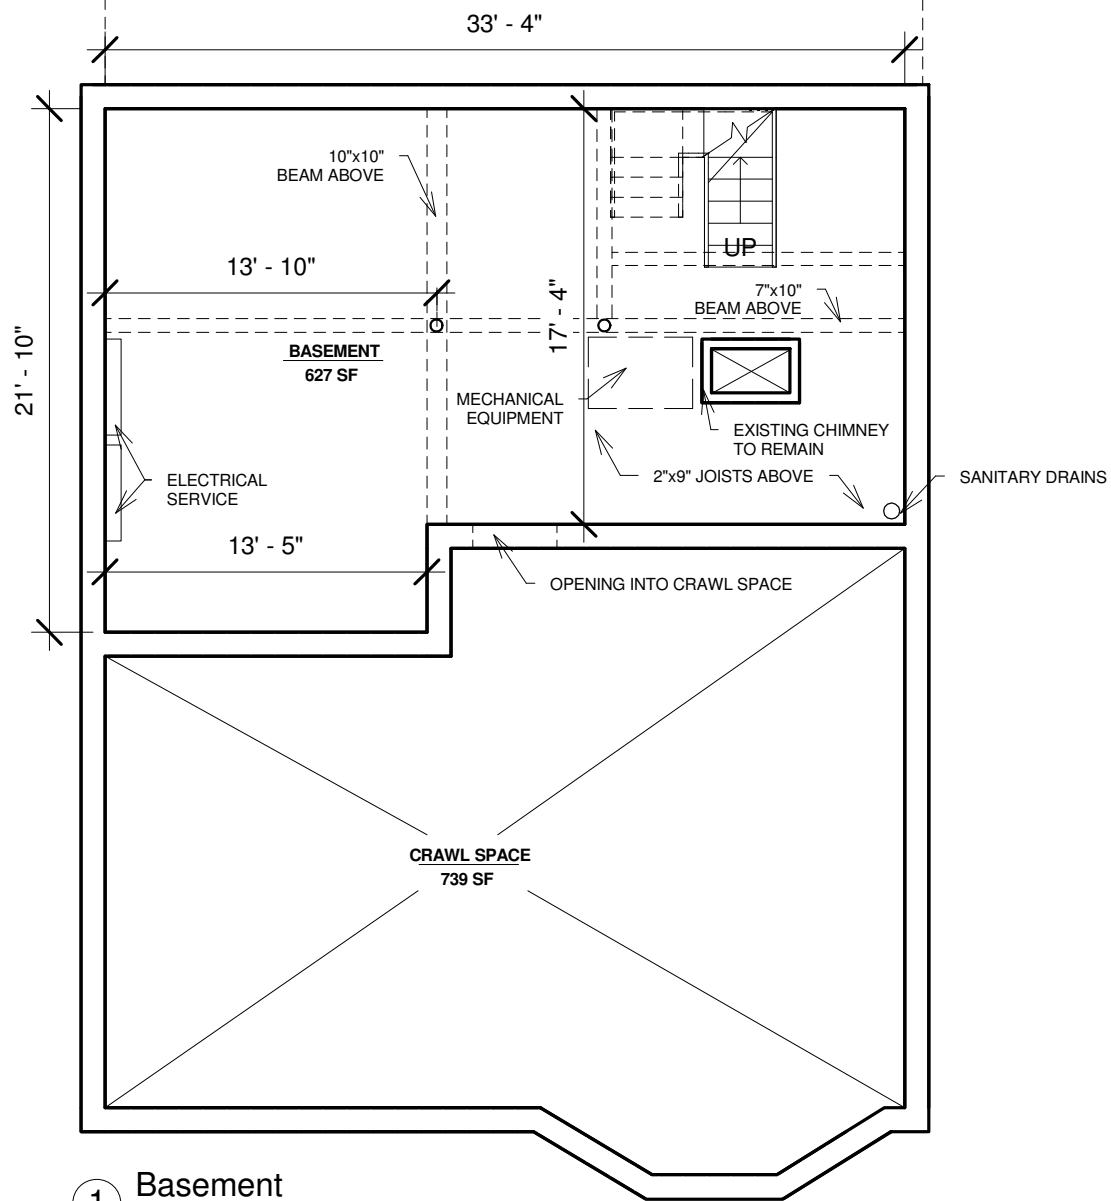 33' - 4"
10"x10"
BEAM ABOVE
13' - 10"
UP
7"x10"
BEAM ABOVE
17' - 4"
21' - 10"
BASEMENT
627 SF
MECHANICAL
EQUIPMENT
EXISTING CHIMNEY
TO REMAIN
ELECTRICAL
SERVICE
2"x9" JOISTS ABOVE
SANITARY DRAINS
13' - 5"
OPENING INTO CRAWL SPACE
CRAWL SPACE
739 SF
1
Basement